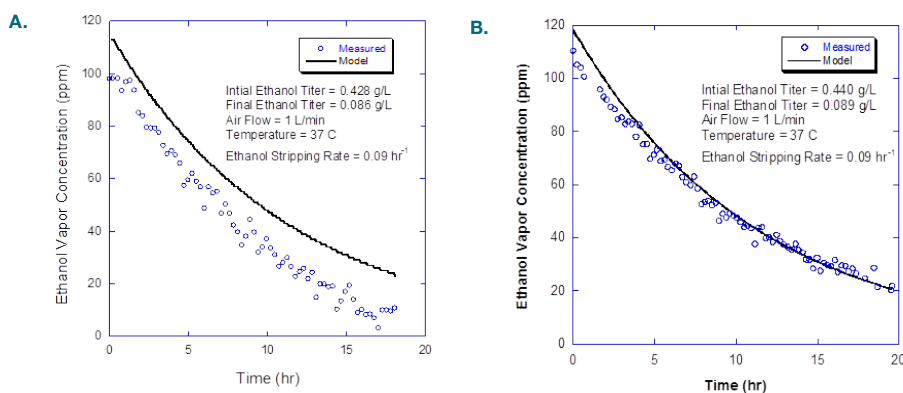 A.
Ethanol Vapor Concentration (ppm)
120
100
80
60
40
20
0
0
5
10
15
20
Time (hr)
Measured
Model
Intial Ethanol Titer = 0.428 g/L
Final Ethanol Titer = 0.086 g/L
Air Flow = 1 L/min
Temperature = 37 C
Ethanol Stripping Rate = 0.09 hr⁻¹
B.
Ethanol Vapor Concentration (ppm)
120
100
80
60
40
20
0
0
5
10
15
20
Time (hr)
Measured
Model
Intial Ethanol Titer = 0.440 g/L
Final Ethanol Titer = 0.089 g/L
Air Flow = 1 L/min
Temperature = 37 C
Ethanol Stripping Rate = 0.09 hr⁻¹